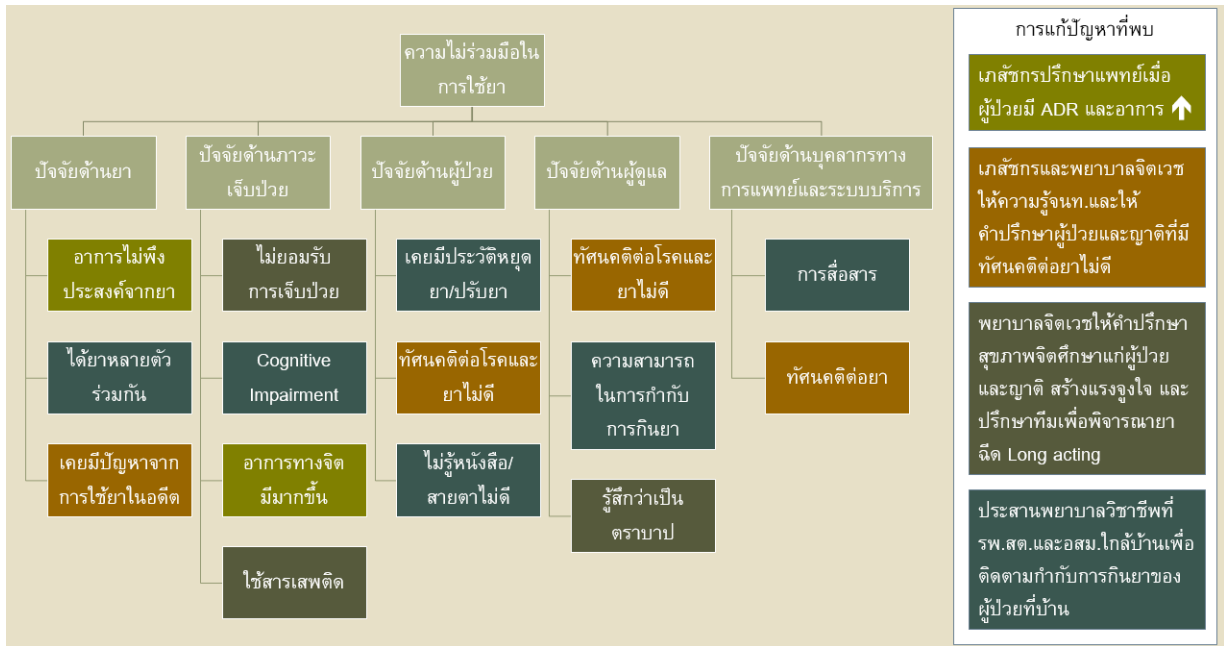 ความไม่ร่วมมือใน
การใช้ยา
ปัจจัยด้านยา
อาการไม่พึง
ประสงค์จากยา
ได้ยาหลายตัว
ร่วมกัน
เคยมีปัญหาจาก
การใช้ยาในอดีต
ปัจจัยด้านภาวะ
เจ็บป่วย
ไม่ยอมรับ
การเจ็บป่วย
Cognitive
Impairment
อาการทางจิต
มีมากขึ้น
ใช้สารเสพติด
ปัจจัยด้านผู้ป่วย
เคยมีประวัติหยุด
ยา/ปรับยา
ทัศนคติต่อโรคและ
ยาไม่ดี
ไม่รู้หนังสือ/
สายตาไม่ดี
ปัจจัยด้านผู้ดูแล
ทัศนคติต่อโรคและ
ยาไม่ดี
ความสามารถ
ในการกำกับ
การกินยา
รู้สึกว่าเป็น
ตราบาป
ปัจจัยด้านบุคลากรทาง
การแพทย์และระบบบริการ
การสื่อสาร
ทัศนคติต่อยา
การแก้ปัญหาที่พบ
เภสัชกรปรึกษาแพทย์เมื่อ
ผู้ป่วยมี ADR และอาการ ↑
เภสัชกรและพยาบาลจิตเวช
ให้ความรู้จนท.และให้
คำปรึกษาผู้ป่วยและญาติที่มี
ทัศนคติต่อยาไม่ดี
พยาบาลจิตเวชให้คำปรึกษา
สุขภาพจิตศึกษาแก่ผู้ป่วย
และญาติ สร้างแรงจูงใจ และ
ปรึกษาทีมเพื่อพิจารณายา
ฉีด Long acting
ประสานพยาบาลวิชาชีพที่
รพ.สต.และอสม.ใกล้บ้านเพื่อ
ติดตามกำกับการกินยาของ
ผู้ป่วยที่บ้าน